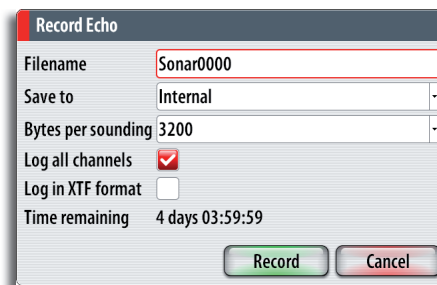 Record Echo
Filename Sonar0000
Save to Internal
Bytes per sounding 3200
Log all channels
Log in XTF format
Time remaining 4 days 03:59:59
Record Cancel